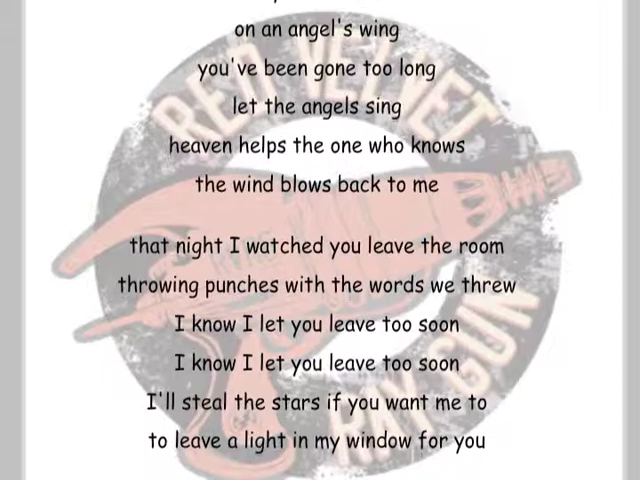 on an angel's wing
you've been gone too long
let the angels sing
heaven helps the one who knows
the wind blows back to me
that night I watched you leave the room
throwing punches with the words we threw
I know I let you leave too soon
I know I let you leave too soon
I'll steal the stars if you want me to
to leave a light in my window for you
RED VELVET
RAY GUN